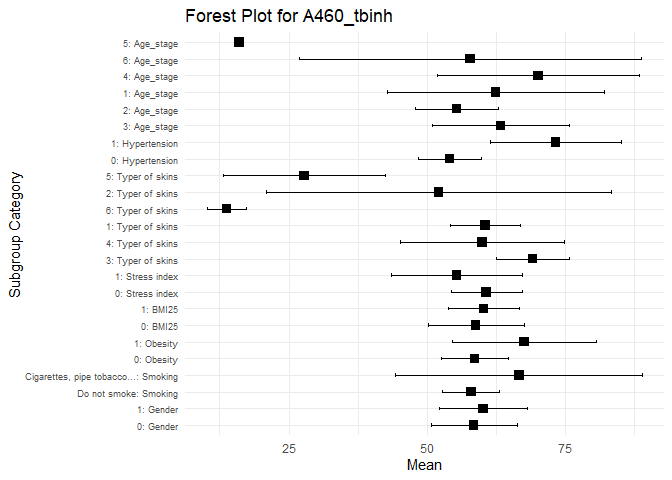 Forest Plot for A460_tbinh
5: Age_stage
6: Age_stage
4: Age_stage
1: Age_stage
2: Age_stage
3: Age_stage
1: Hypertension
0: Hypertension
5: Typer of skins
2: Typer of skins
6: Typer of skins
1: Typer of skins
4: Typer of skins
3: Typer of skins
1: Stress index
0: Stress index
1: BMI25
0: BMI25
1: Obesity
0: Obesity
Cigarettes, pipe tobacco...: Smoking
Do not smoke: Smoking
1: Gender
0: Gender
Subgroup Category
25 50 75
Mean